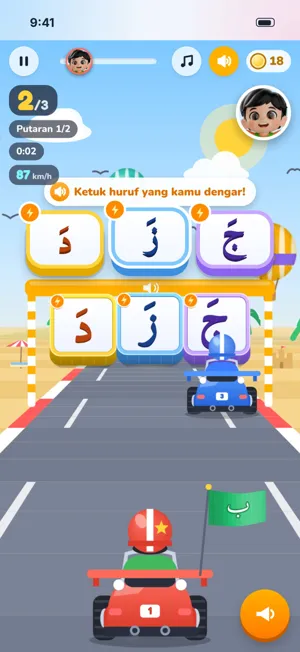 9:41
18
2/3
Putaran 1/2
0:02
87 km/h
Ketuk huruf yang kamu dengar!
دَ زَ جَ
دَ زَ جَ
3
ب
1